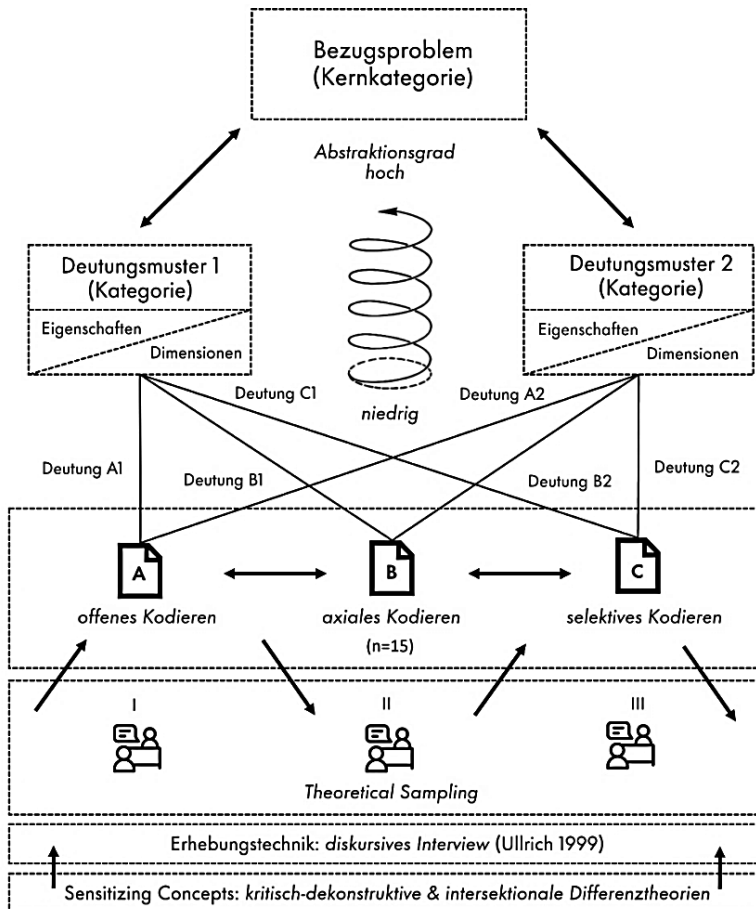 Bezugsproblem
(Kernkategorie)
Abstraktionsgrad
hoch
Deutungsmuster 1
(Kategorie)
Deutungsmuster 2
(Kategorie)
Eigenschaften
Dimensionen
Eigenschaften
Dimensionen
niedrig
Deutung C1
Deutung A2
Deutung A1
Deutung B1
Deutung B2
Deutung C2
A
B
C
offenes Kodieren
axiales Kodieren
selektives Kodieren
(n=15)
I
II
III
Theoretical Sampling
Erhebungstechnik: diskursives Interview (Ullrich 1999)
Sensitizing Concepts: kritisch-dekonstruktive & intersektionale Differenztheorien